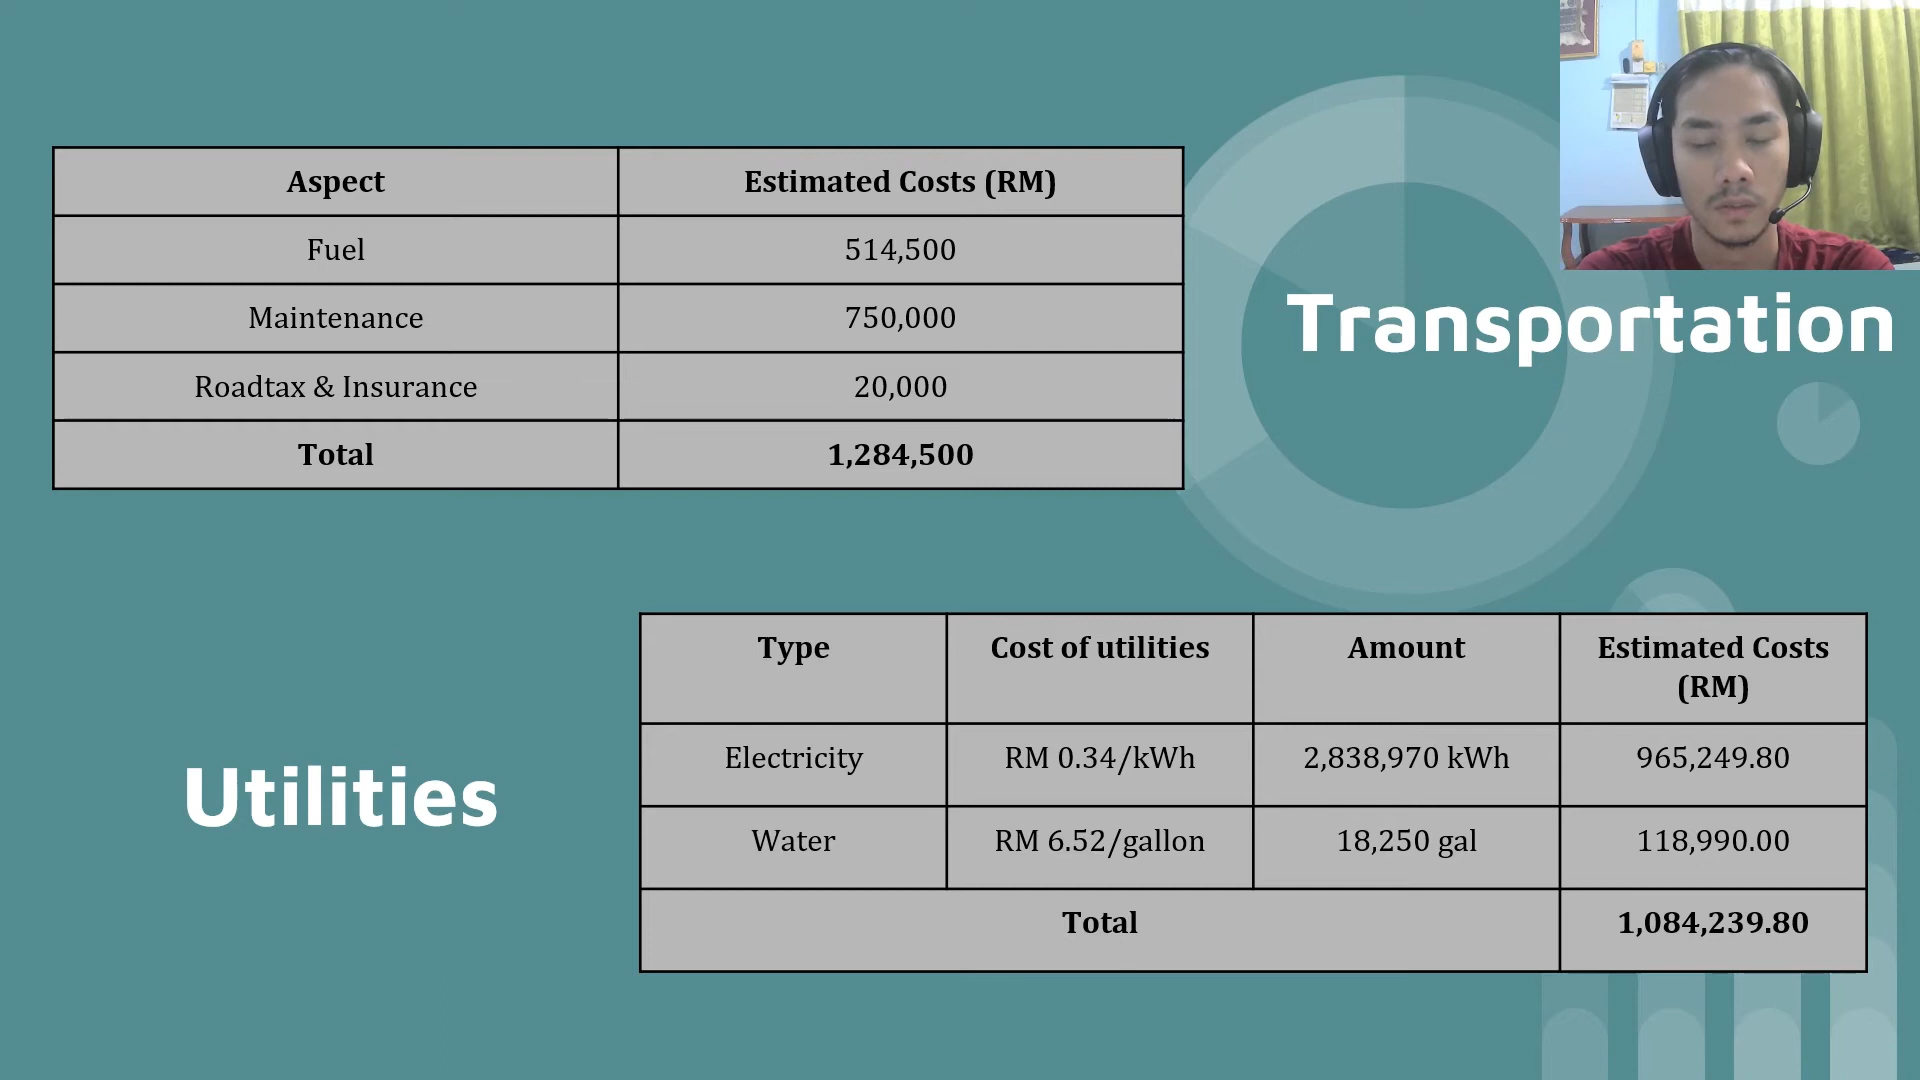 Aspect Estimated Costs (RM)
Fuel 514,500
Maintenance 750,000
Roadtax & Insurance 20,000
Total 1,284,500
Transportation
Utilities
Type Cost of utilities Amount Estimated Costs
(RM)
Electricity RM 0.34/kWh 2,838,970 kWh 965,249.80
Water RM 6.52/gallon 18,250 gal 118,990.00
Total 1,084,239.80